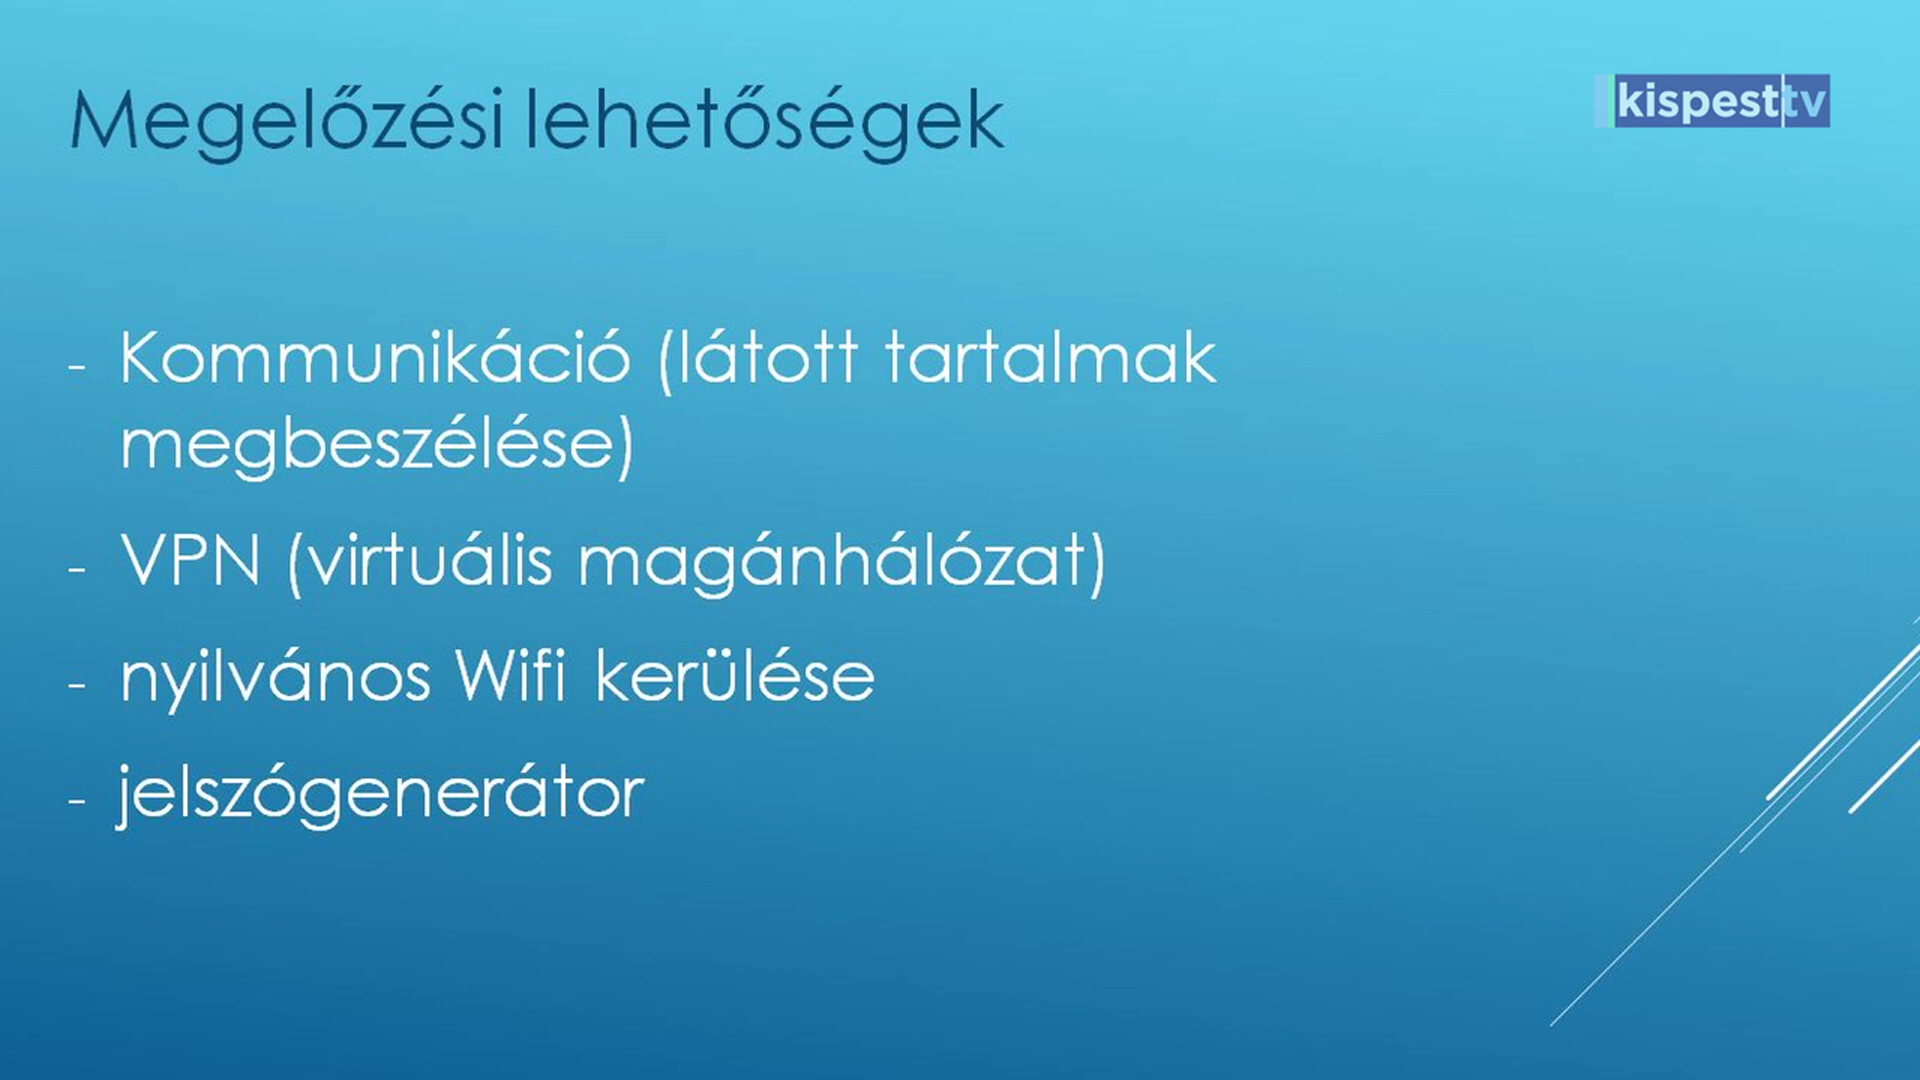 Megelőzési lehetőségek
kispesttv
- Kommunikáció (látott tartalmak
megbeszélése)
- VPN (virtuális magánhálózat)
- nyilvános Wifi kerülése
- jelszógenerátor